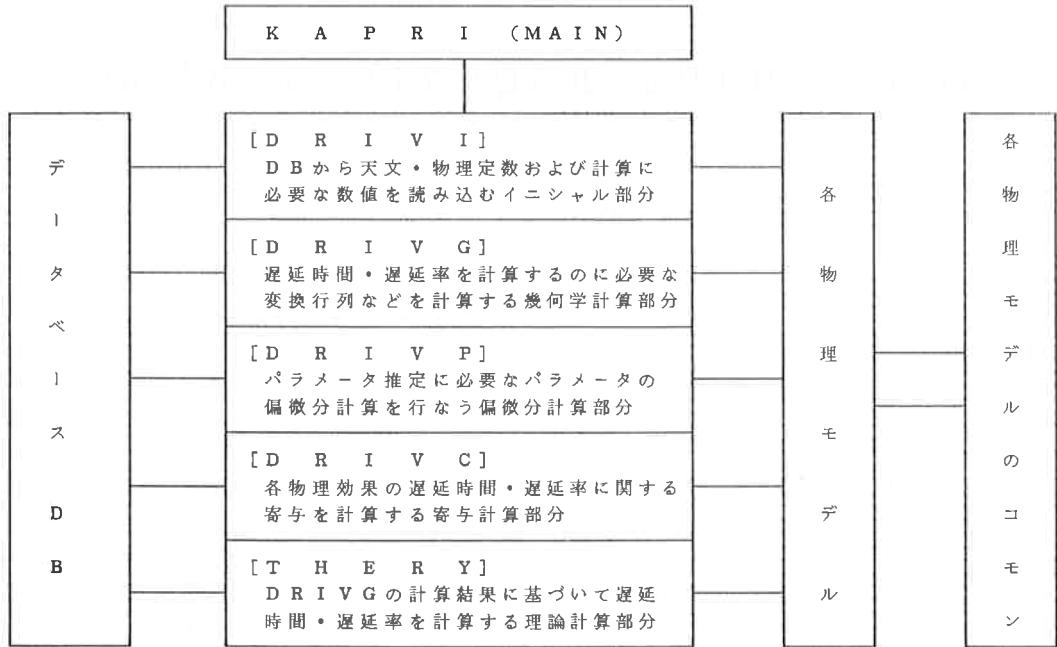 K A P R I (MAIN)
データベース DB
[D R I V I]
DBから天文・物理定数および計算に
必要な数値を読み込むイニシャル部分
[D R I V G]
遅延時間・遅延率を計算するのに必要な
変換行列などを計算する幾何学計算部分
[D R I V P]
パラメータ推定に必要なパラメータの
偏微分計算を行なう偏微分計算部分
[D R I V C]
各物理効果の遅延時間・遅延率に関する
寄与を計算する寄与計算部分
[T H E R Y]
DRIVGの計算結果に基づいて遅延
時間・遅延率を計算する理論計算部分
各物理モデル
各物理モデルのコモン